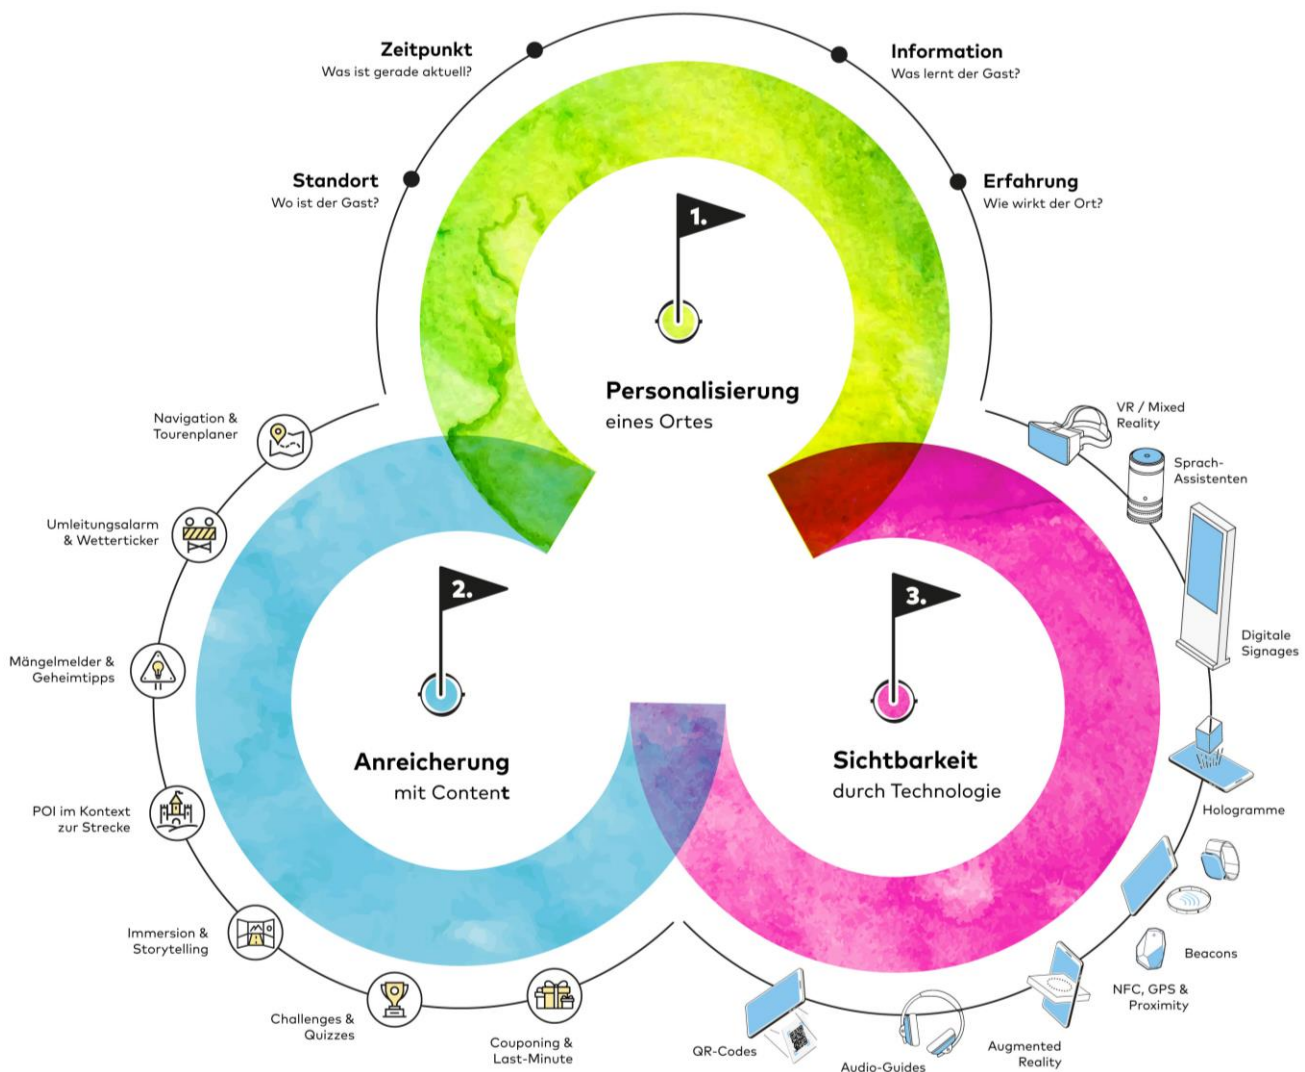 Zeitpunkt
Was ist gerade aktuell?
Information
Was lernt der Gast?
Standort
Wo ist der Gast?
Erfahrung
Wie wirkt der Ort?
1.
Personalisierung
eines Ortes
Navigation &
Tourenplaner
Umleitungsalarm
& Wetterticker
Mängelmelder &
Geheimtipps
POI im Kontext
zur Strecke
Immersion &
Storytelling
Challenges &
Quizzes
Couponing &
Last-Minute
2.
Anreicherung
mit Content
3.
Sichtbarkeit
durch Technologie
VR / Mixed
Reality
Sprach-
Assistenten
Digitale
Signages
Hologramme
Beacons
NFC, GPS &
Proximity
Augmented
Reality
Audio-Guides
QR-Codes